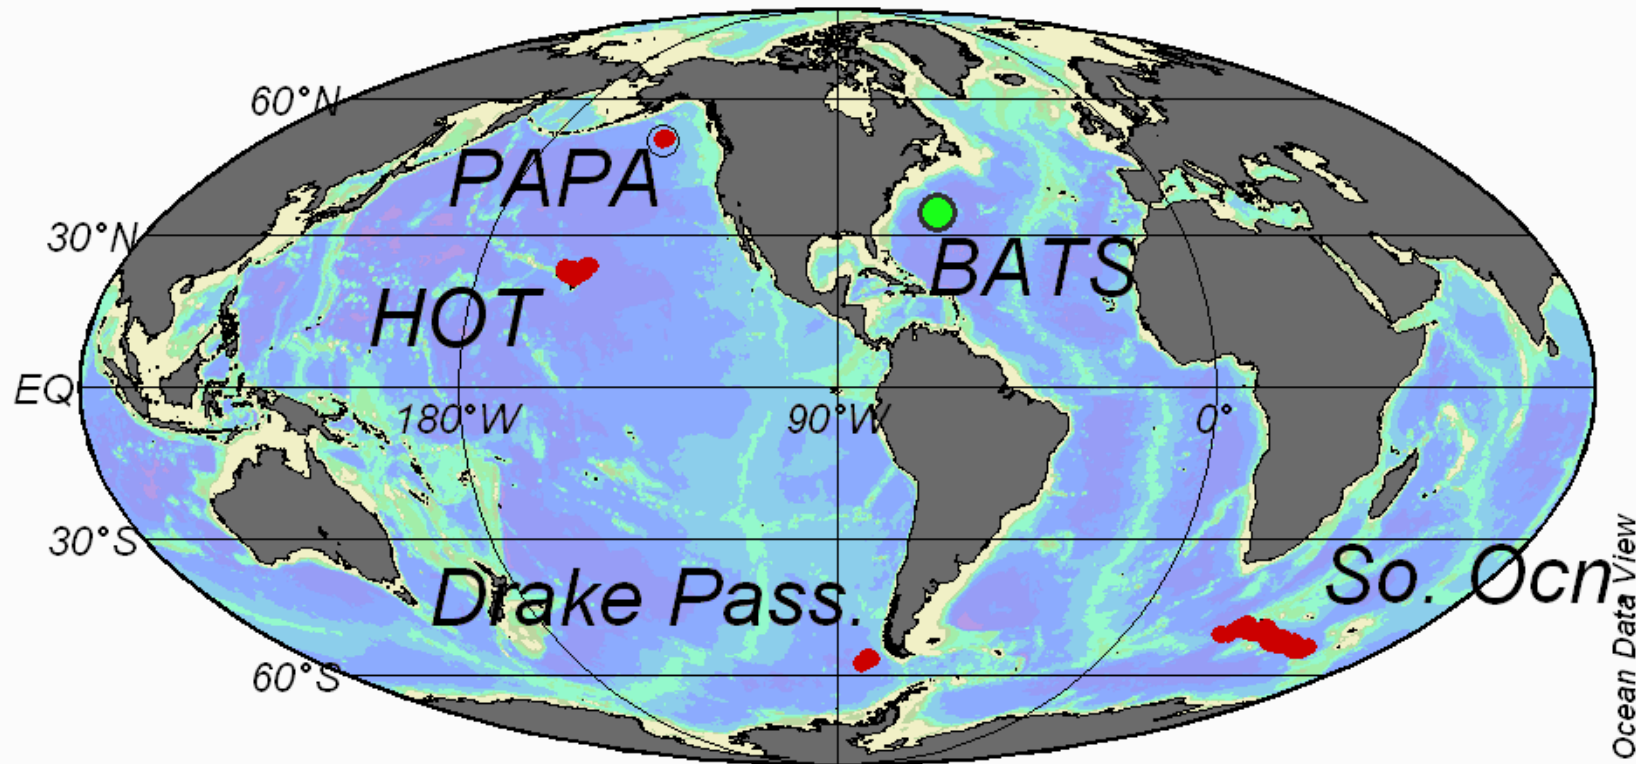 60°N
PAPA
30°N
BATS
HOT
EQ
180°W
90°W
0°
30°S
So. Ocn.
Drake Pass.
60°S
Ocean Data View